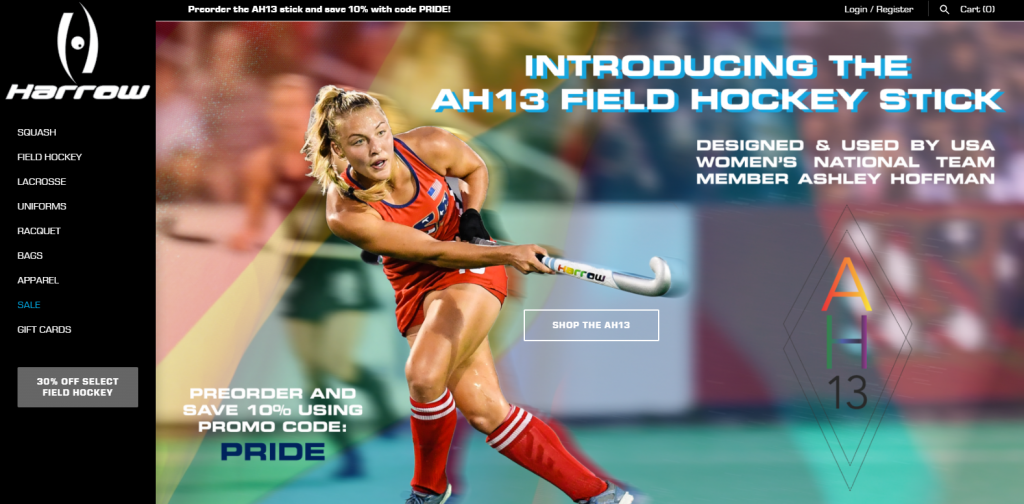 Preorder the AH13 stick and save 10% with code PRIDE!
Login / Register
Cart (0)
Harrow
SQUASH
FIELD HOCKEY
LACROSSE
UNIFORMS
RACQUET
BAGS
APPAREL
SALE
GIFT CARDS
30% OFF SELECT
FIELD HOCKEY
INTRODUCING THE
AH13 FIELD HOCKEY STICK
DESIGNED & USED BY USA
WOMEN'S NATIONAL TEAM
MEMBER ASHLEY HOFFMAN
Harrow
SHOP THE AH13
A
H
13
PREORDER AND
SAVE 10% USING
PROMO CODE:
PRIDE